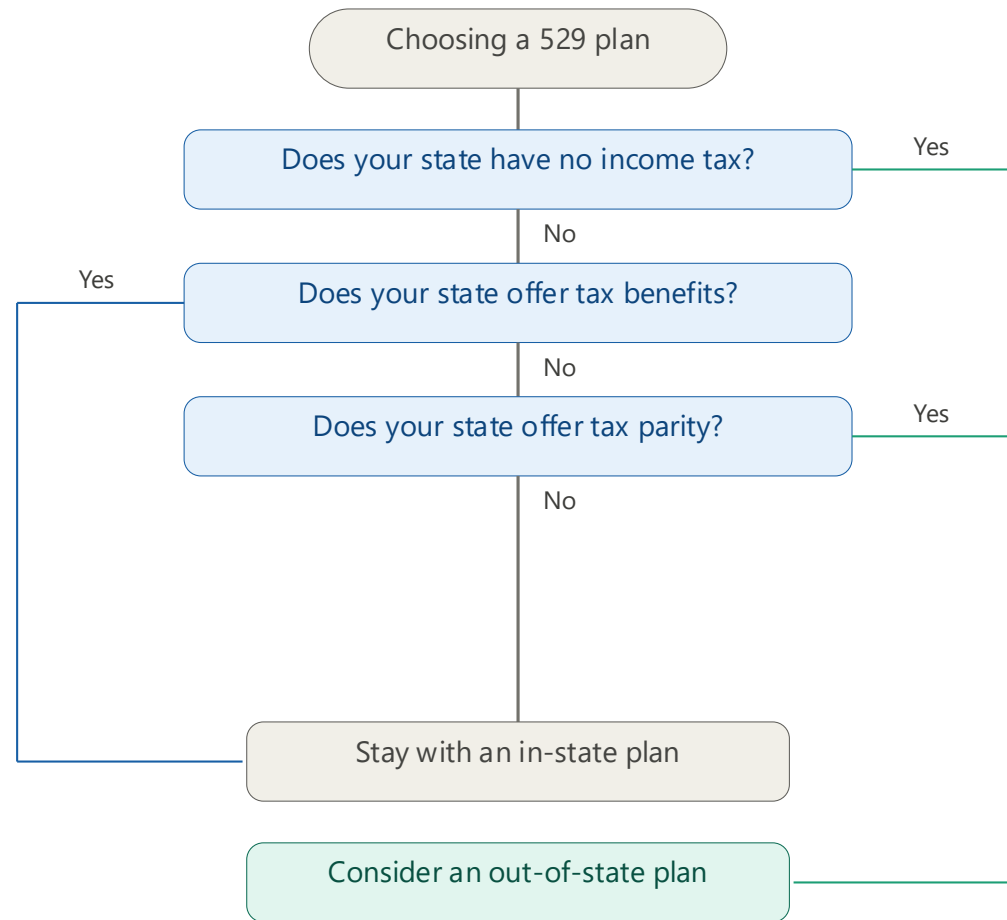 Choosing a 529 plan
Does your state have no income tax?
Yes
No
Yes
Does your state offer tax benefits?
No
Does your state offer tax parity?
Yes
No
Stay with an in-state plan
Consider an out-of-state plan